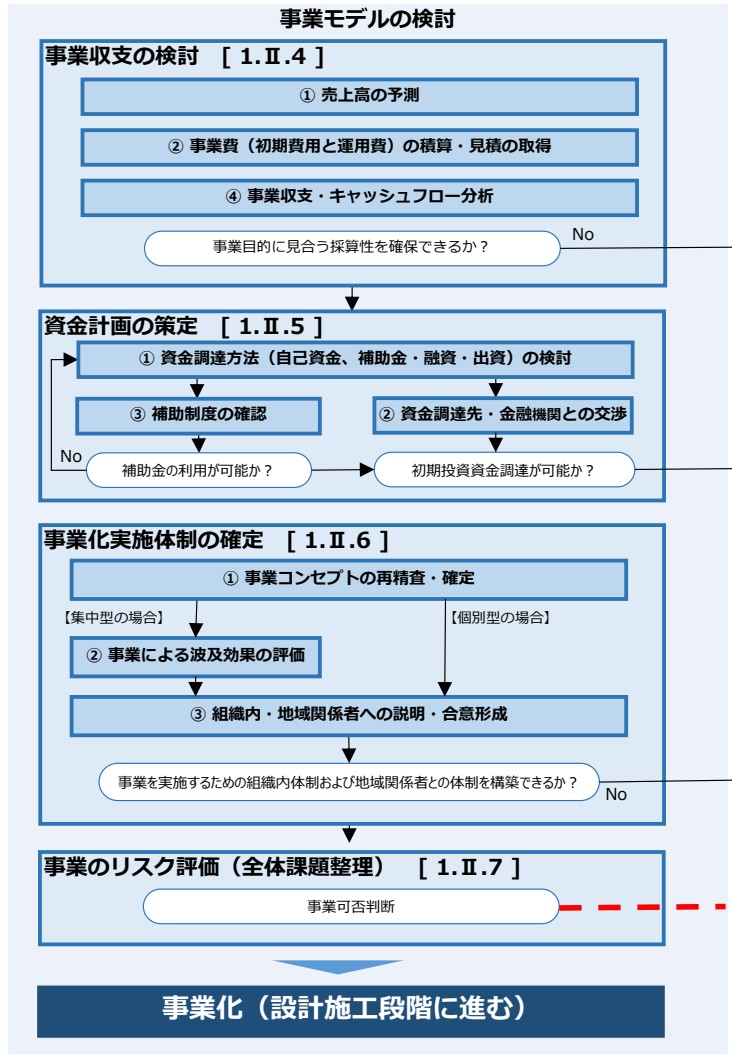 事業モデルの検討
事業収支の検討 [ 1.Ⅱ.4 ]
① 売上高の予測
② 事業費（初期費用と運用費）の積算・見積の取得
④ 事業収支・キャッシュフロー分析
事業目的に見合う採算性を確保できるか？
No
資金計画の策定 [ 1.Ⅱ.5 ]
① 資金調達方法（自己資金、補助金・融資・出資）の検討
③ 補助制度の確認
② 資金調達先・金融機関との交渉
No
補助金の利用が可能か？
初期投資資金調達が可能か？
事業化実施体制の確定 [ 1.Ⅱ.6 ]
① 事業コンセプトの再精査・確定
【集中型の場合】
【個別型の場合】
② 事業による波及効果の評価
③ 組織内・地域関係者への説明・合意形成
事業を実施するための組織内体制および地域関係者との体制を構築できるか？
No
事業のリスク評価（全体課題整理） [ 1.Ⅱ.7 ]
事業可否判断
事業化（設計施工段階に進む）